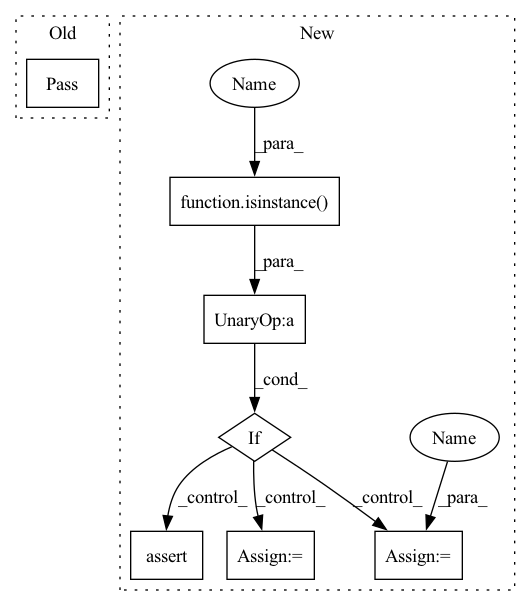 Old
New
Pass
Name
_para_
function.isinstance()
_para_
UnaryOp:a
_cond_
If
Name
_control_
_control_
_control_
_para_
assert
Assign:=
Assign:=